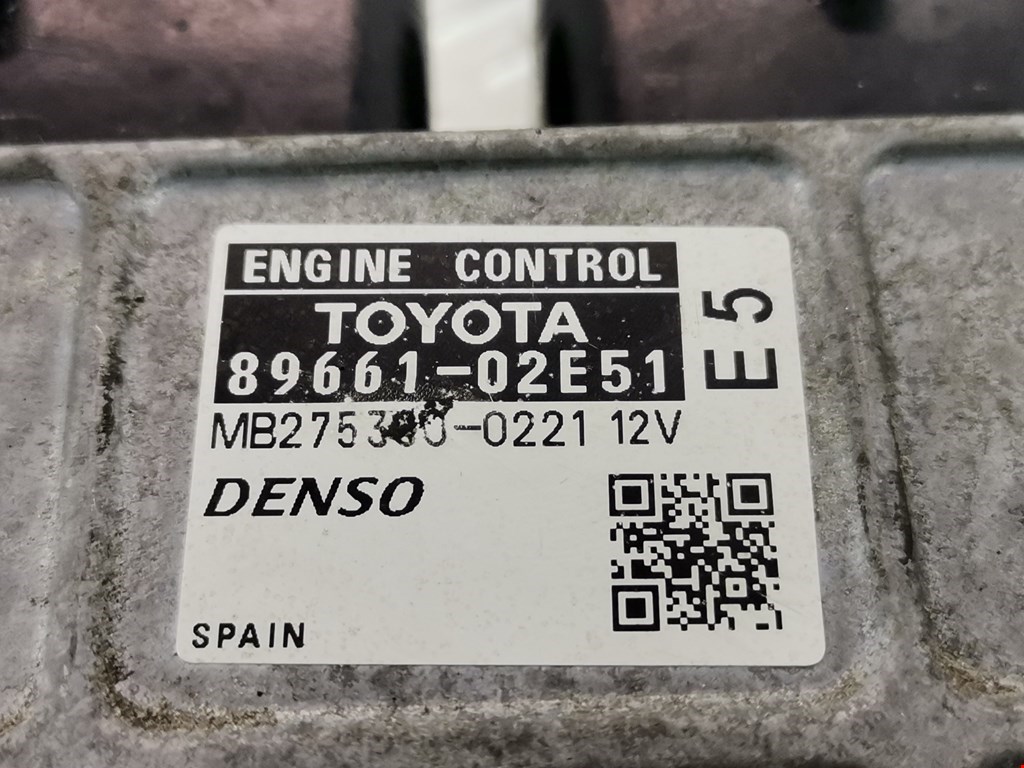 ENGINE CONTROL
TOYOTA
89661-02E51
E5
12V
DENSO
SPAIN